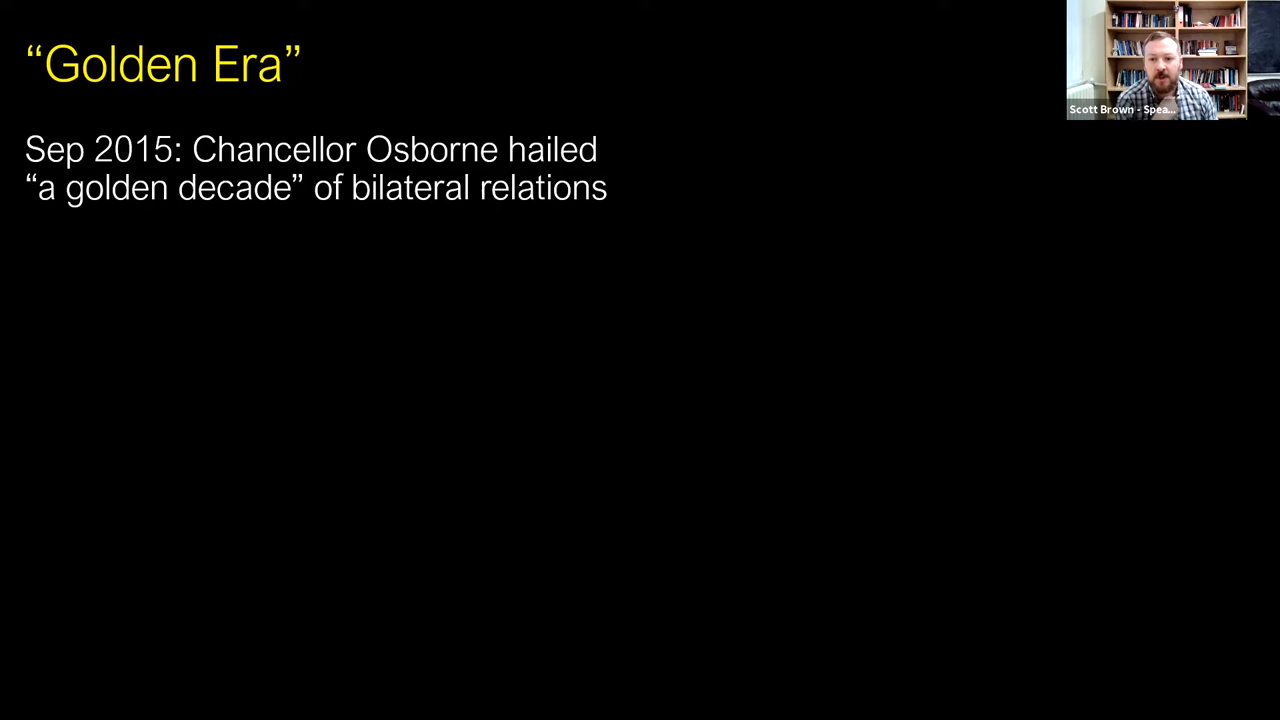 “Golden Era”
Sep 2015: Chancellor Osborne hailed
“a golden decade” of bilateral relations
Scott Brown - Spea...